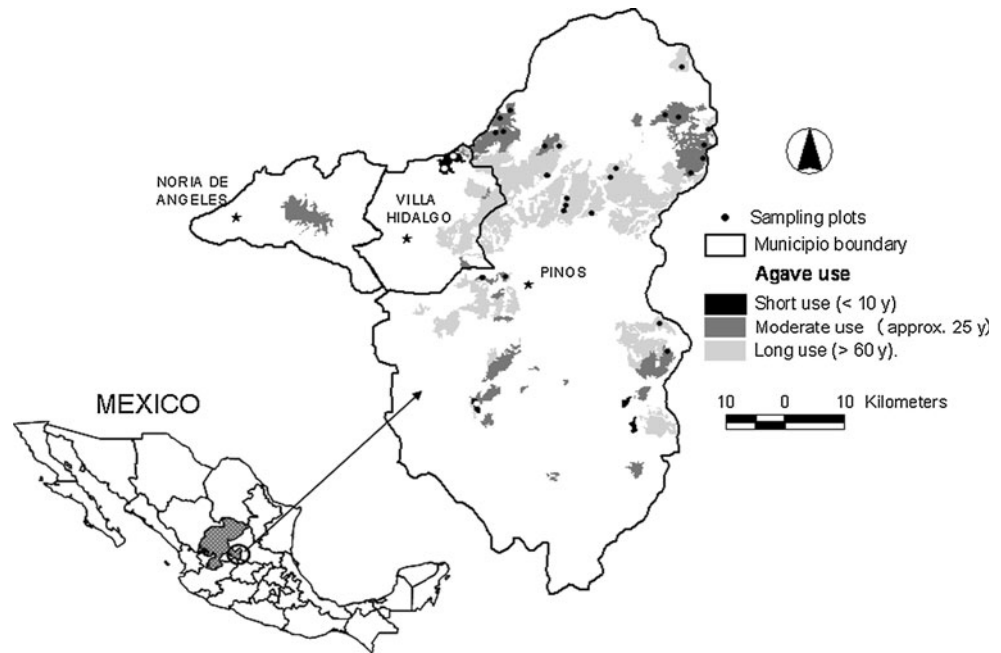 NORIA DE
ANGELES
VILLA
HIDALGO
PINOS
Sampling plots
Municipio boundary
Agave use
Short use (< 10 y)
Moderate use (approx. 25 y)
Long use (> 60 y).
10 0 10 Kilometers
MEXICO